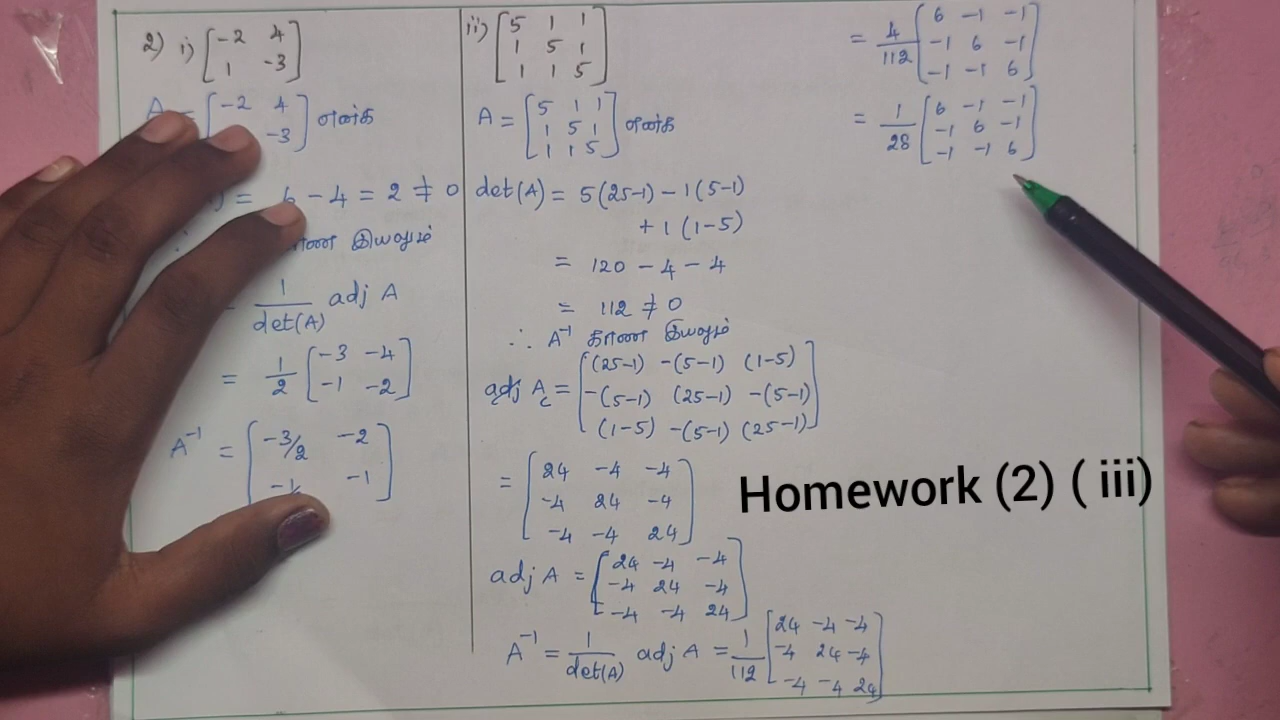 2) i) [-2 4
1 -3]
A = [-2 4
-3] என்க
) = 6 - 4 = 2 ≠ 0
∴ காண இயலும்
1/det(A) adj A
= 1/2 [-3 -4
-1 -2]
A⁻¹ = [-3/2 -2
-1/ -1]
ii) [5 1 1
1 5 1
1 1 5]
A = [5 1 1
1 5 1
1 1 5] என்க
det(A) = 5(25-1) - 1(5-1)
+ 1 (1-5)
= 120 - 4 - 4
= 112 ≠ 0
∴ A⁻¹ காண இயலும்
adj A = [(25-1) -(5-1) (1-5)
-(5-1) (25-1) -(5-1)
(1-5) -(5-1) (25-1)]
= [24 -4 -4
-4 24 -4
-4 -4 24]
adj A = [24 -4 -4
-4 24 -4
-4 -4 24]
A⁻¹ = 1/det(A) adj A = 1/112 [24 -4 -4
-4 24 -4
-4 -4 24]
= 4/112 [6 -1 -1
-1 6 -1
-1 -1 6]
= 1/28 [6 -1 -1
-1 6 -1
-1 -1 6]
Homework (2) ( iii)